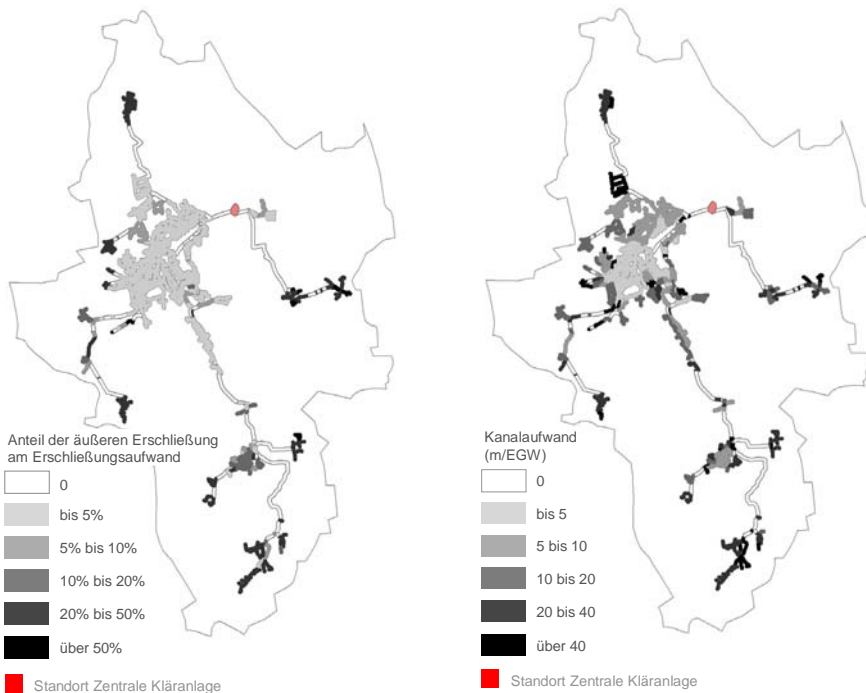 Anteil der äußeren Erschließung
am Erschließungsaufwand
0
bis 5%
5% bis 10%
10% bis 20%
20% bis 50%
über 50%
Standort Zentrale Kläranlage
Kanalaufwand
(m/EGW)
0
bis 5
5 bis 10
10 bis 20
20 bis 40
über 40
Standort Zentrale Kläranlage